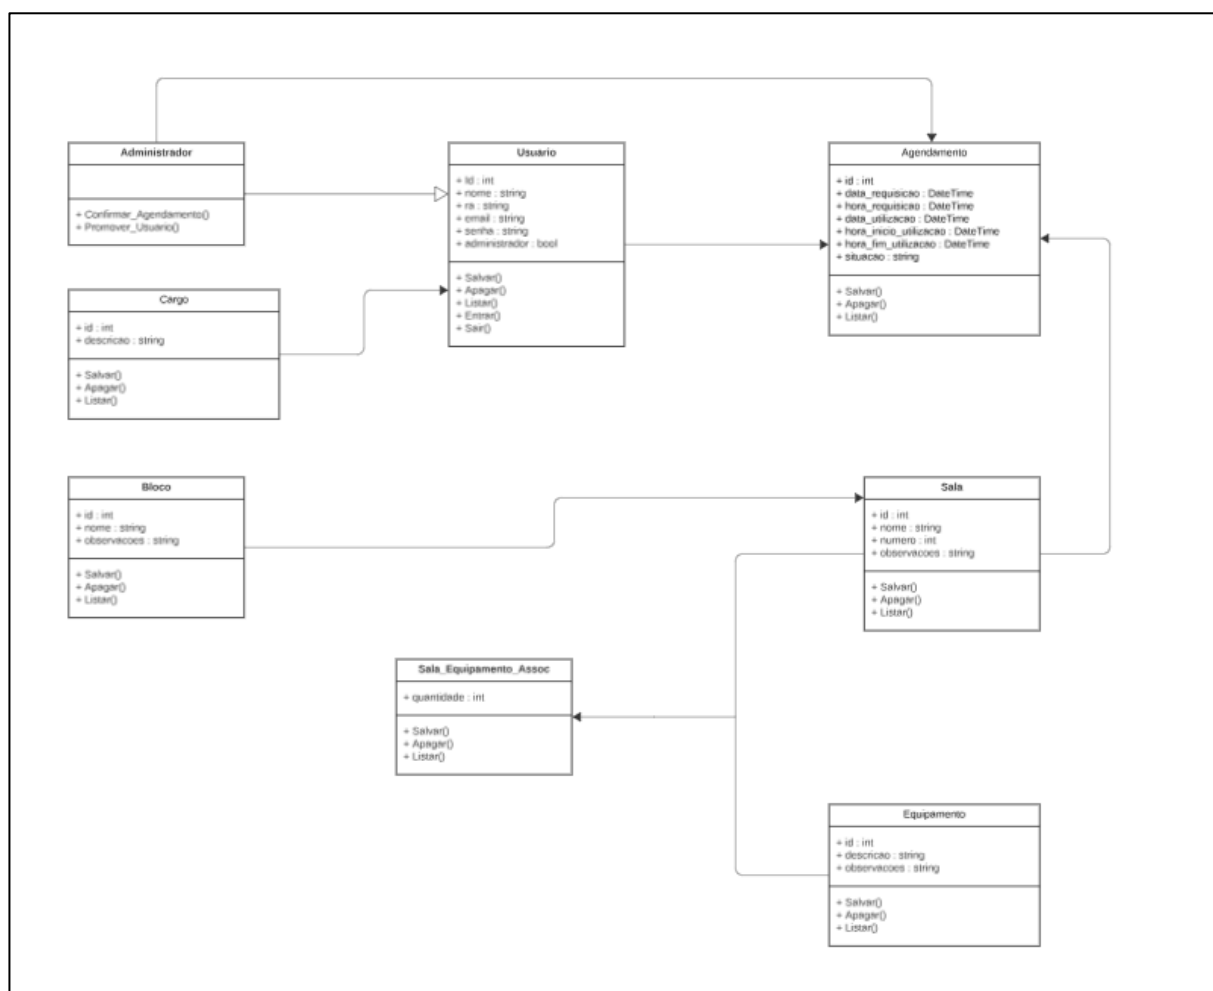 Administrador
+ Confirmar_Agendamento()
+ Promover_Usuario()
Usuario
+ Id : int
+ nome : string
+ ra : string
+ email : string
+ senha : string
+ administrador : bool
+ Salvar()
+ Apagar()
+ Listar()
+ Entrar()
+ Sair()
Agendamento
+ id : int
+ data_requisicao : DateTime
+ hora_requisicao : DateTime
+ data_utilizacao : DateTime
+ hora_inicio_utilizacao : DateTime
+ hora_fim_utilizacao : DateTime
+ situacao : string
+ Salvar()
+ Apagar()
+ Listar()
Cargo
+ id : int
+ descricao : string
+ Salvar()
+ Apagar()
+ Listar()
Bloco
+ id : int
+ nome : string
+ observacoes : string
+ Salvar()
+ Apagar()
+ Listar()
Sala
+ id : int
+ nome : string
+ numero : int
+ observacoes : string
+ Salvar()
+ Apagar()
+ Listar()
Sala_Equipamento_Assoc
+ quantidade : int
+ Salvar()
+ Apagar()
+ Listar()
Equipamento
+ id : int
+ descricao : string
+ observacoes : string
+ Salvar()
+ Apagar()
+ Listar()